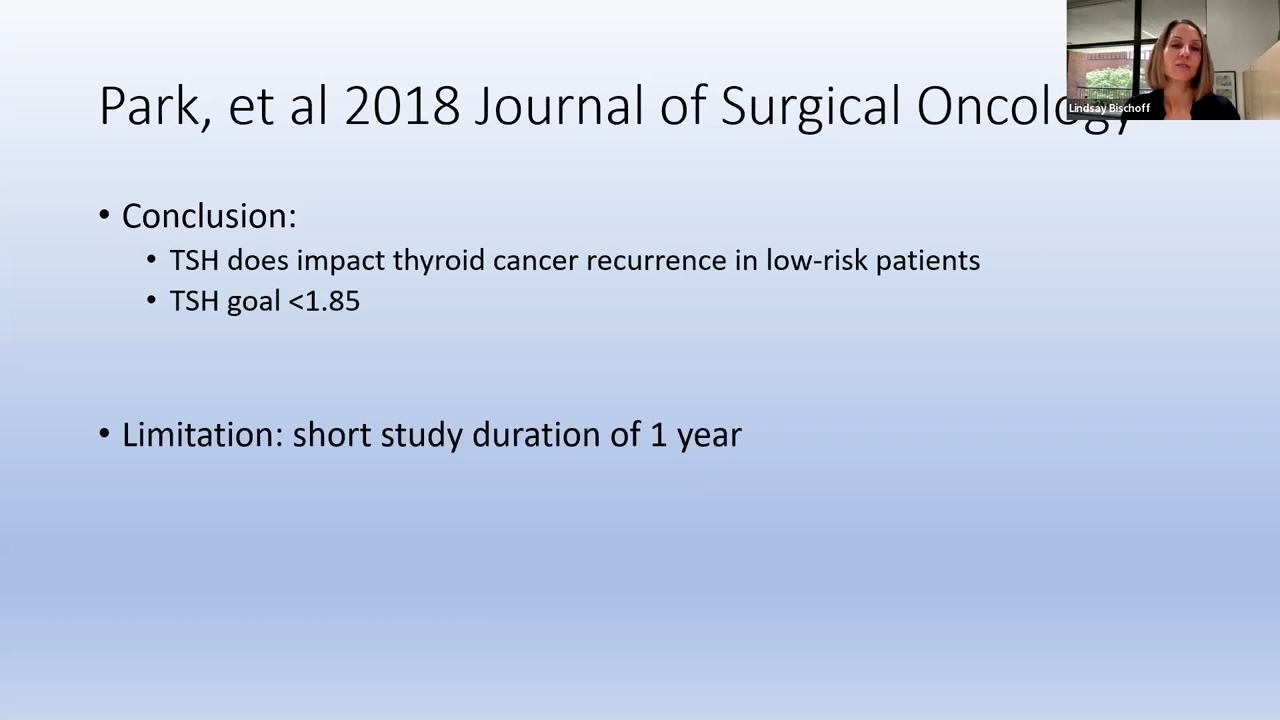 Park, et al 2018 Journal of Surgical Oncology
Lindsay Bischoff
• Conclusion:
• TSH does impact thyroid cancer recurrence in low-risk patients
• TSH goal <1.85
• Limitation: short study duration of 1 year